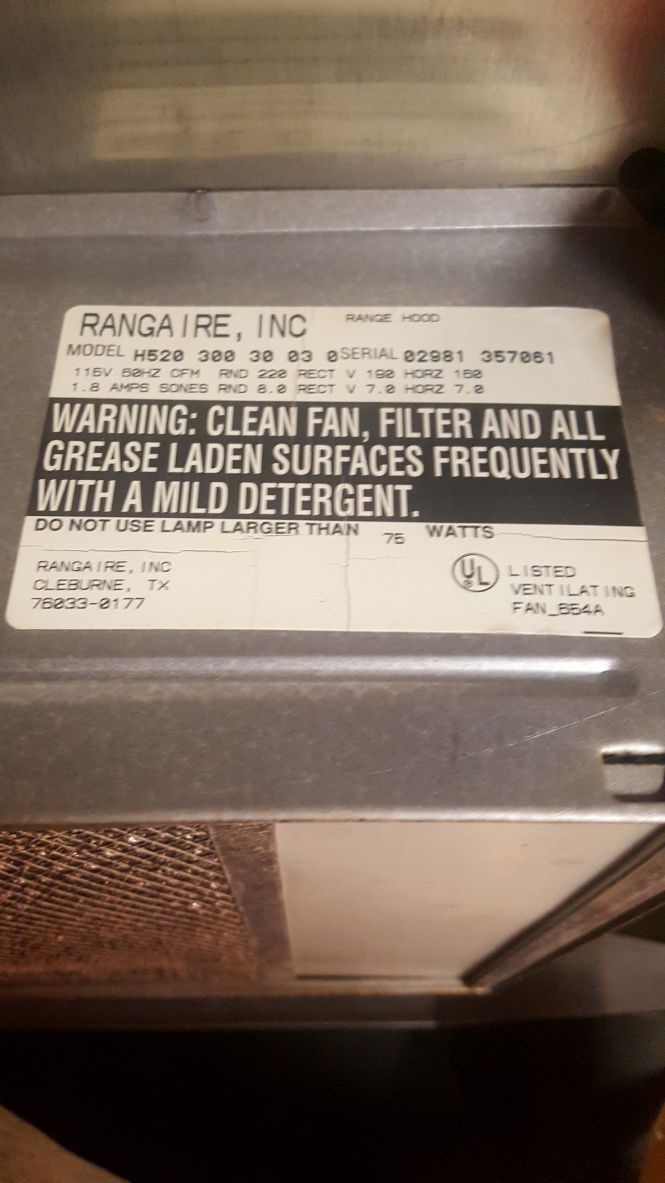 RANGAIRE, INC RANGE HOOD
MODEL H520 300 30 03 0 SERIAL 02981 357061
115V 60HZ CFM RND 220 RECT V 190 HORZ 160
1.8 AMPS SONES RND 8.0 RECT V 7.0 HORZ 7.0
WARNING: CLEAN FAN, FILTER AND ALL
GREASE LADEN SURFACES FREQUENTLY
WITH A MILD DETERGENT.
DO NOT USE LAMP LARGER THAN 75 WATTS
RANGAIRE, INC
CLEBURNE, TX
76033-0177
UL LISTED
VENTILATING
FAN_654A